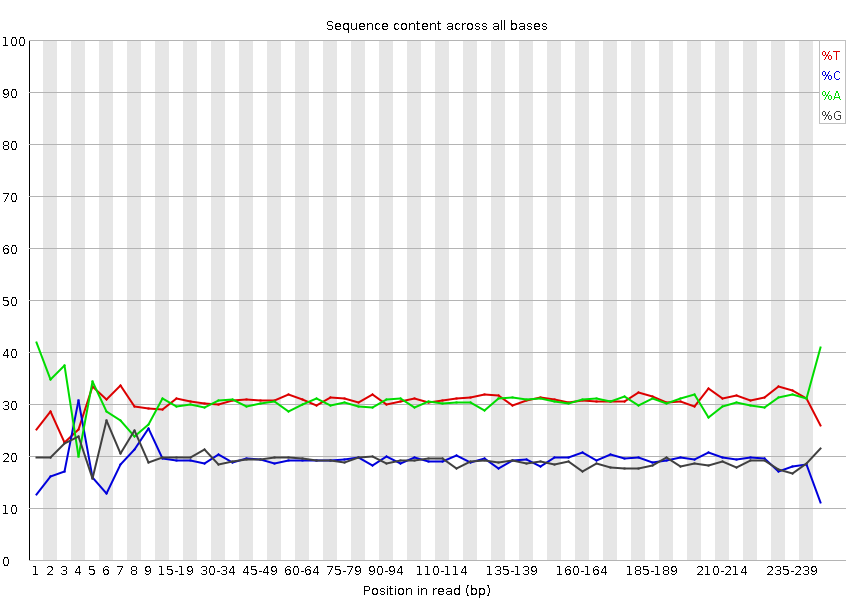 Sequence content across all bases
100
90
80
70
60
50
40
30
20
10
0
%T
%C
%A
%G
1 2 3 4 5 6 7 8 9 15-19 30-34 45-49 60-64 75-79 90-94 110-114 135-139 160-164 185-189 210-214 235-239
Position in read (bp)